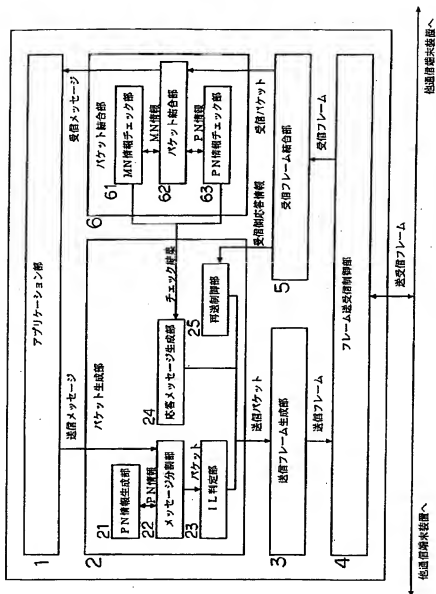 1
アプリケーション部
送信メッセージ
受信メッセージ
2
パケット生成部
21
PN情報生成部
PN情報
22
メッセージ分割部
パケット
23
IL判定部
24
応答メッセージ生成部
25
再送制御部
チェック結果
6
パケット結合部
61
MN情報チェック部
MN情報
62
パケット結合部
PN情報
63
PN情報チェック部
受信側応答情報
送信パケット
受信パケット
3
送信フレーム生成部
5
受信フレーム結合部
送信フレーム
受信フレーム
4
フレーム送受信制御部
送受信フレーム
他通信端末装置へ
他通信端末装置へ